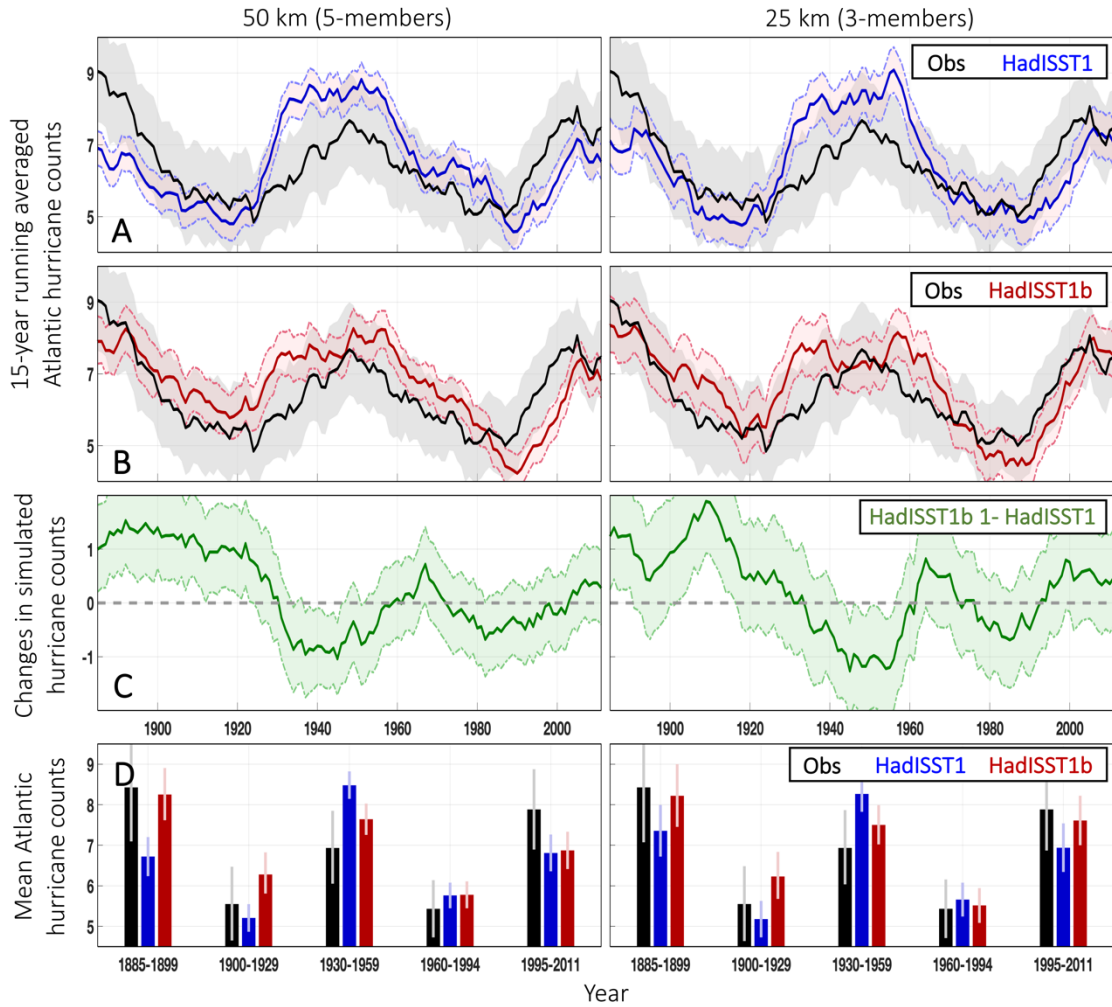 50 km (5-members)
25 km (3-members)
15-year running averaged
Atlantic hurricane counts
9
7
5
A
Obs HadISST1
9
7
5
B
Obs HadISST1b
Changes in simulated
hurricane counts
1
0
-1
C
HadISST1b 1- HadISST1
1900 1920 1940 1960 1980 2000
1900 1920 1940 1960 1980 2000
Mean Atlantic
hurricane counts
9
8
7
6
5
D
Obs HadISST1 HadISST1b
1885-1899 1900-1929 1930-1959 1960-1994 1995-2011
1885-1899 1900-1929 1930-1959 1960-1994 1995-2011
Year